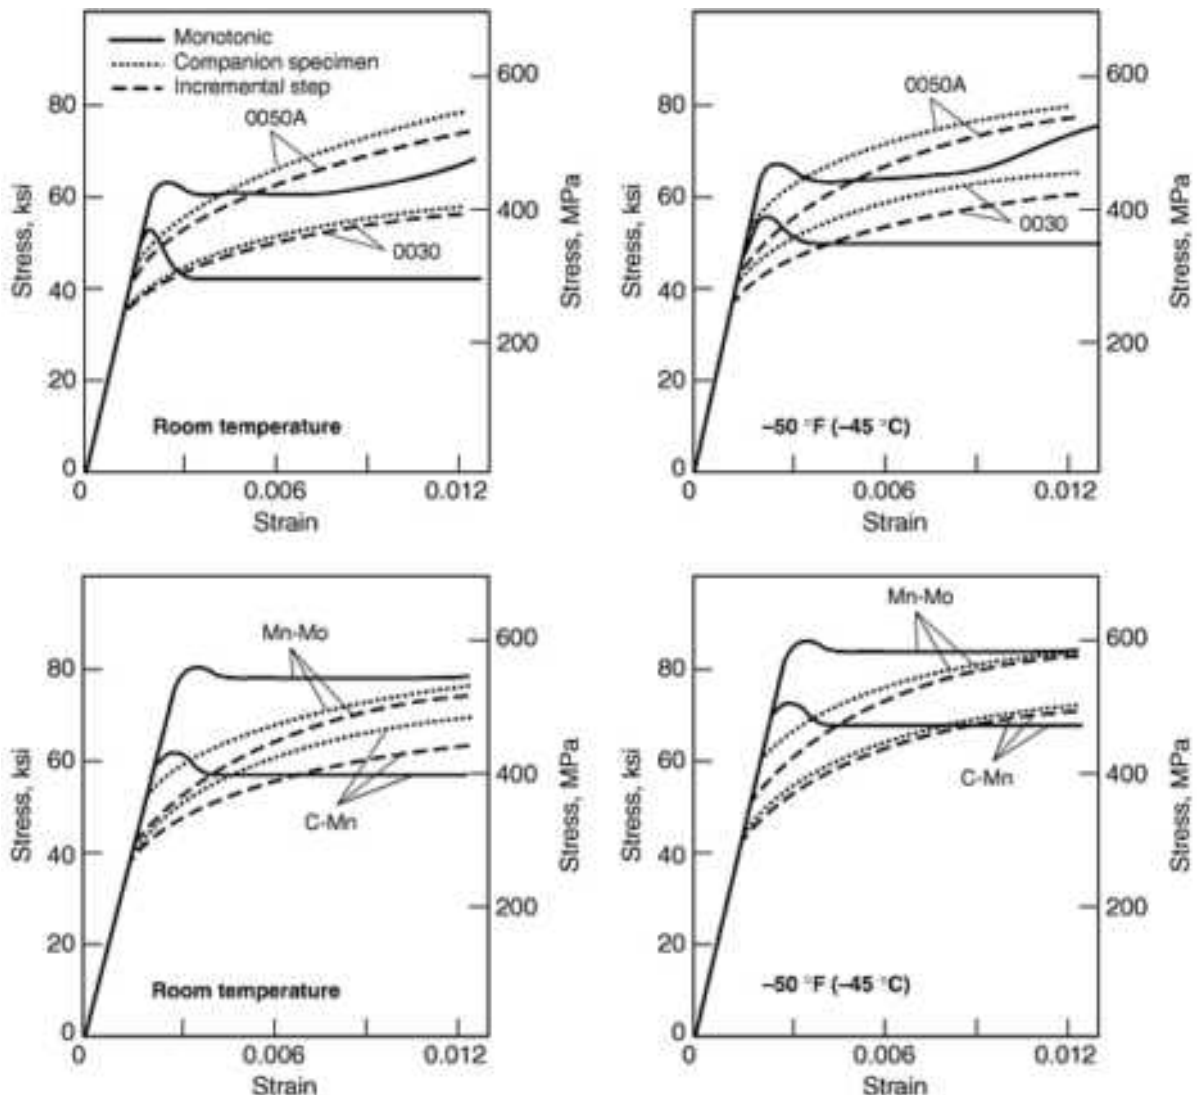 Monotonic
Companion specimen
Incremental step
0050A
0030
80
60
40
20
0
Stress, ksi
600
400
200
Stress, MPa
Room temperature
0
0.006
0.012
Strain
0050A
0030
80
60
40
20
0
Stress, ksi
600
400
200
Stress, MPa
–50 °F (–45 °C)
0
0.006
0.012
Strain
Mn-Mo
C-Mn
80
60
40
20
0
Stress, ksi
600
400
200
Stress, MPa
Room temperature
0
0.006
0.012
Strain
Mn-Mo
C-Mn
80
60
40
20
0
Stress, ksi
600
400
200
Stress, MPa
–50 °F (–45 °C)
0
0.006
0.012
Strain